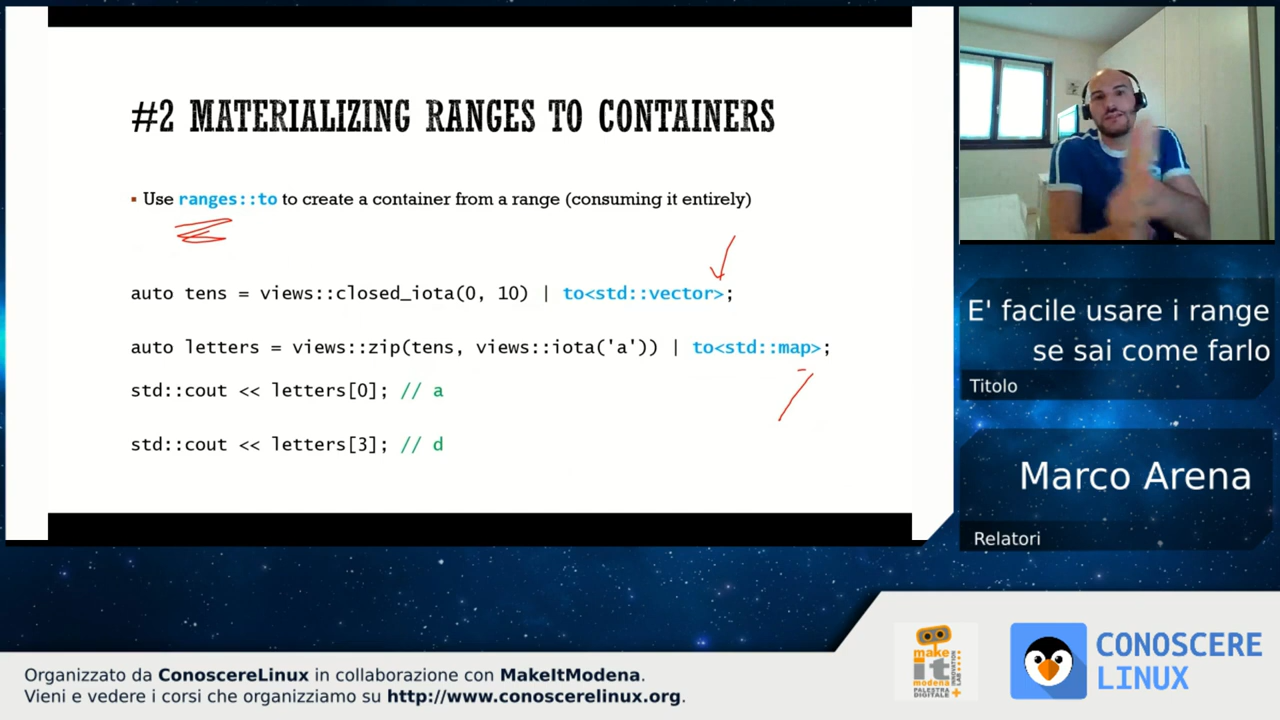 #2 MATERIALIZING RANGES TO CONTAINERS
▪ Use ranges::to to create a container from a range (consuming it entirely)
auto tens = views::closed_iota(0, 10) | to<std::vector>;
auto letters = views::zip(tens, views::iota('a')) | to<std::map>;
std::cout << letters[0]; // a
std::cout << letters[3]; // d
E' facile usare i range
se sai come farlo
Titolo
Marco Arena
Relatori
make
it
modena
PALESTRA
DIGITALE
INNOVATION
LAB
CONOSCERE
LINUX
Organizzato da ConoscereLinux in collaborazione con MakeItModena.
Vieni e vedere i corsi che organizziamo su http://www.conoscerelinux.org.